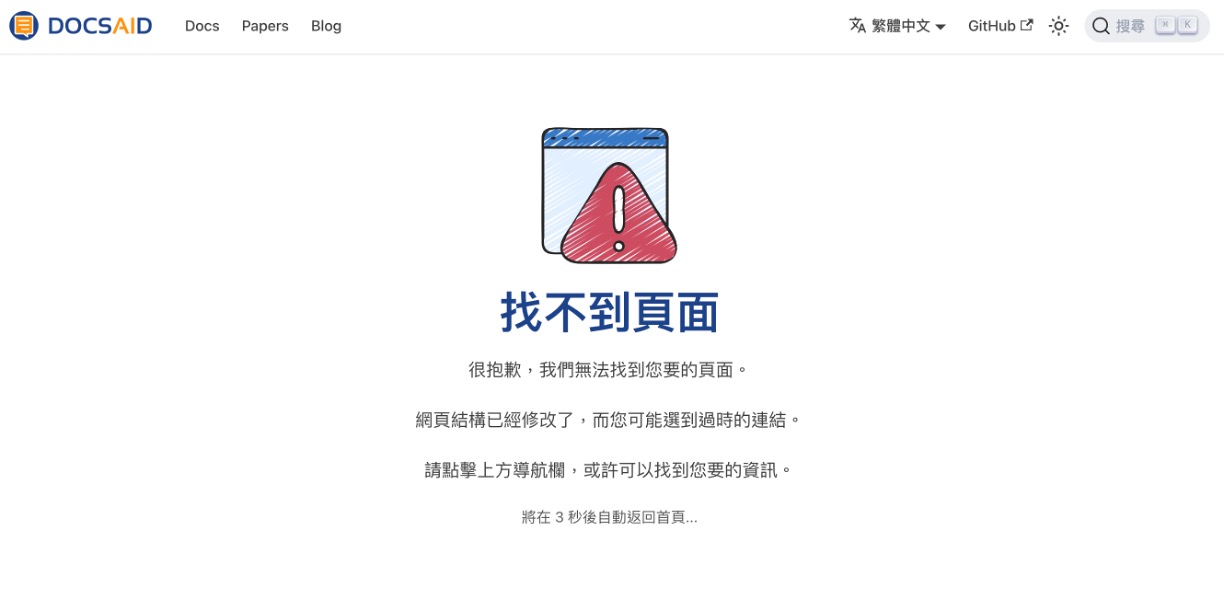 DOCSAID Docs Papers Blog 繁體中文 GitHub 搜尋 ⌘ K
找不到頁面
很抱歉，我們無法找到您要的頁面。
網頁結構已經修改了，而您可能選到過時的連結。
請點擊上方導航欄，或許可以找到您要的資訊。
將在 3 秒後自動返回首頁...